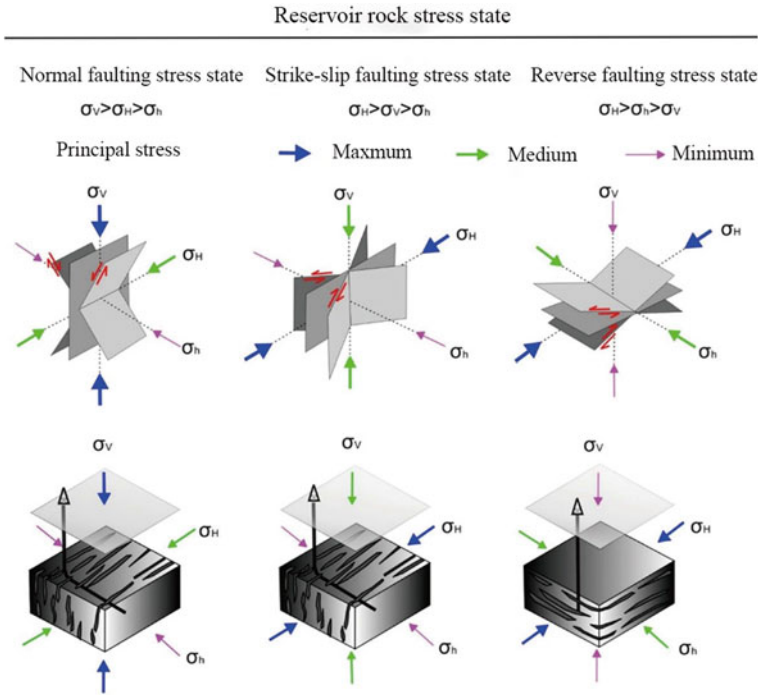 Reservoir rock stress state
Normal faulting stress state Strike-slip faulting stress state Reverse faulting stress state
σV>σH>σh σH>σV>σh σH>σh>σV
Principal stress Maxmum Medium Minimum
σV σV σV
σH σH σH
σh σh σh
σV σV σV
σH σH σH
σh σh σh